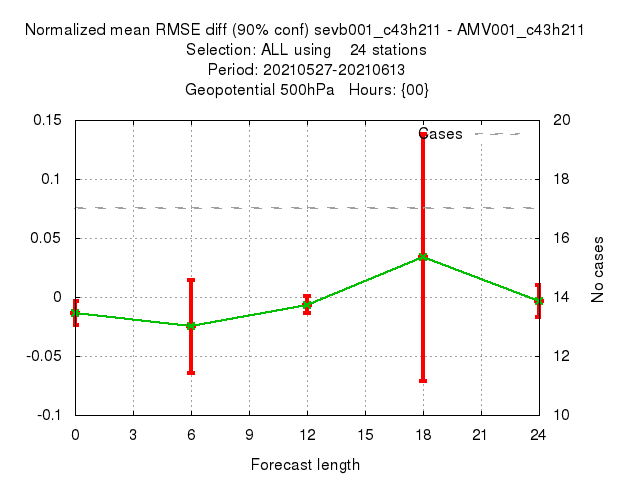 Normalized mean RMSE diff (90% conf) sevb001_c43h211 - AMV001_c43h211
Selection: ALL using    24 stations
Period: 20210527-20210613
Geopotential 500hPa   Hours: {00}
0.15
0.1
0.05
0
-0.05
-0.1
20
18
16
14
12
10
Cases
No cases
0 3 6 9 12 15 18 21 24
Forecast length